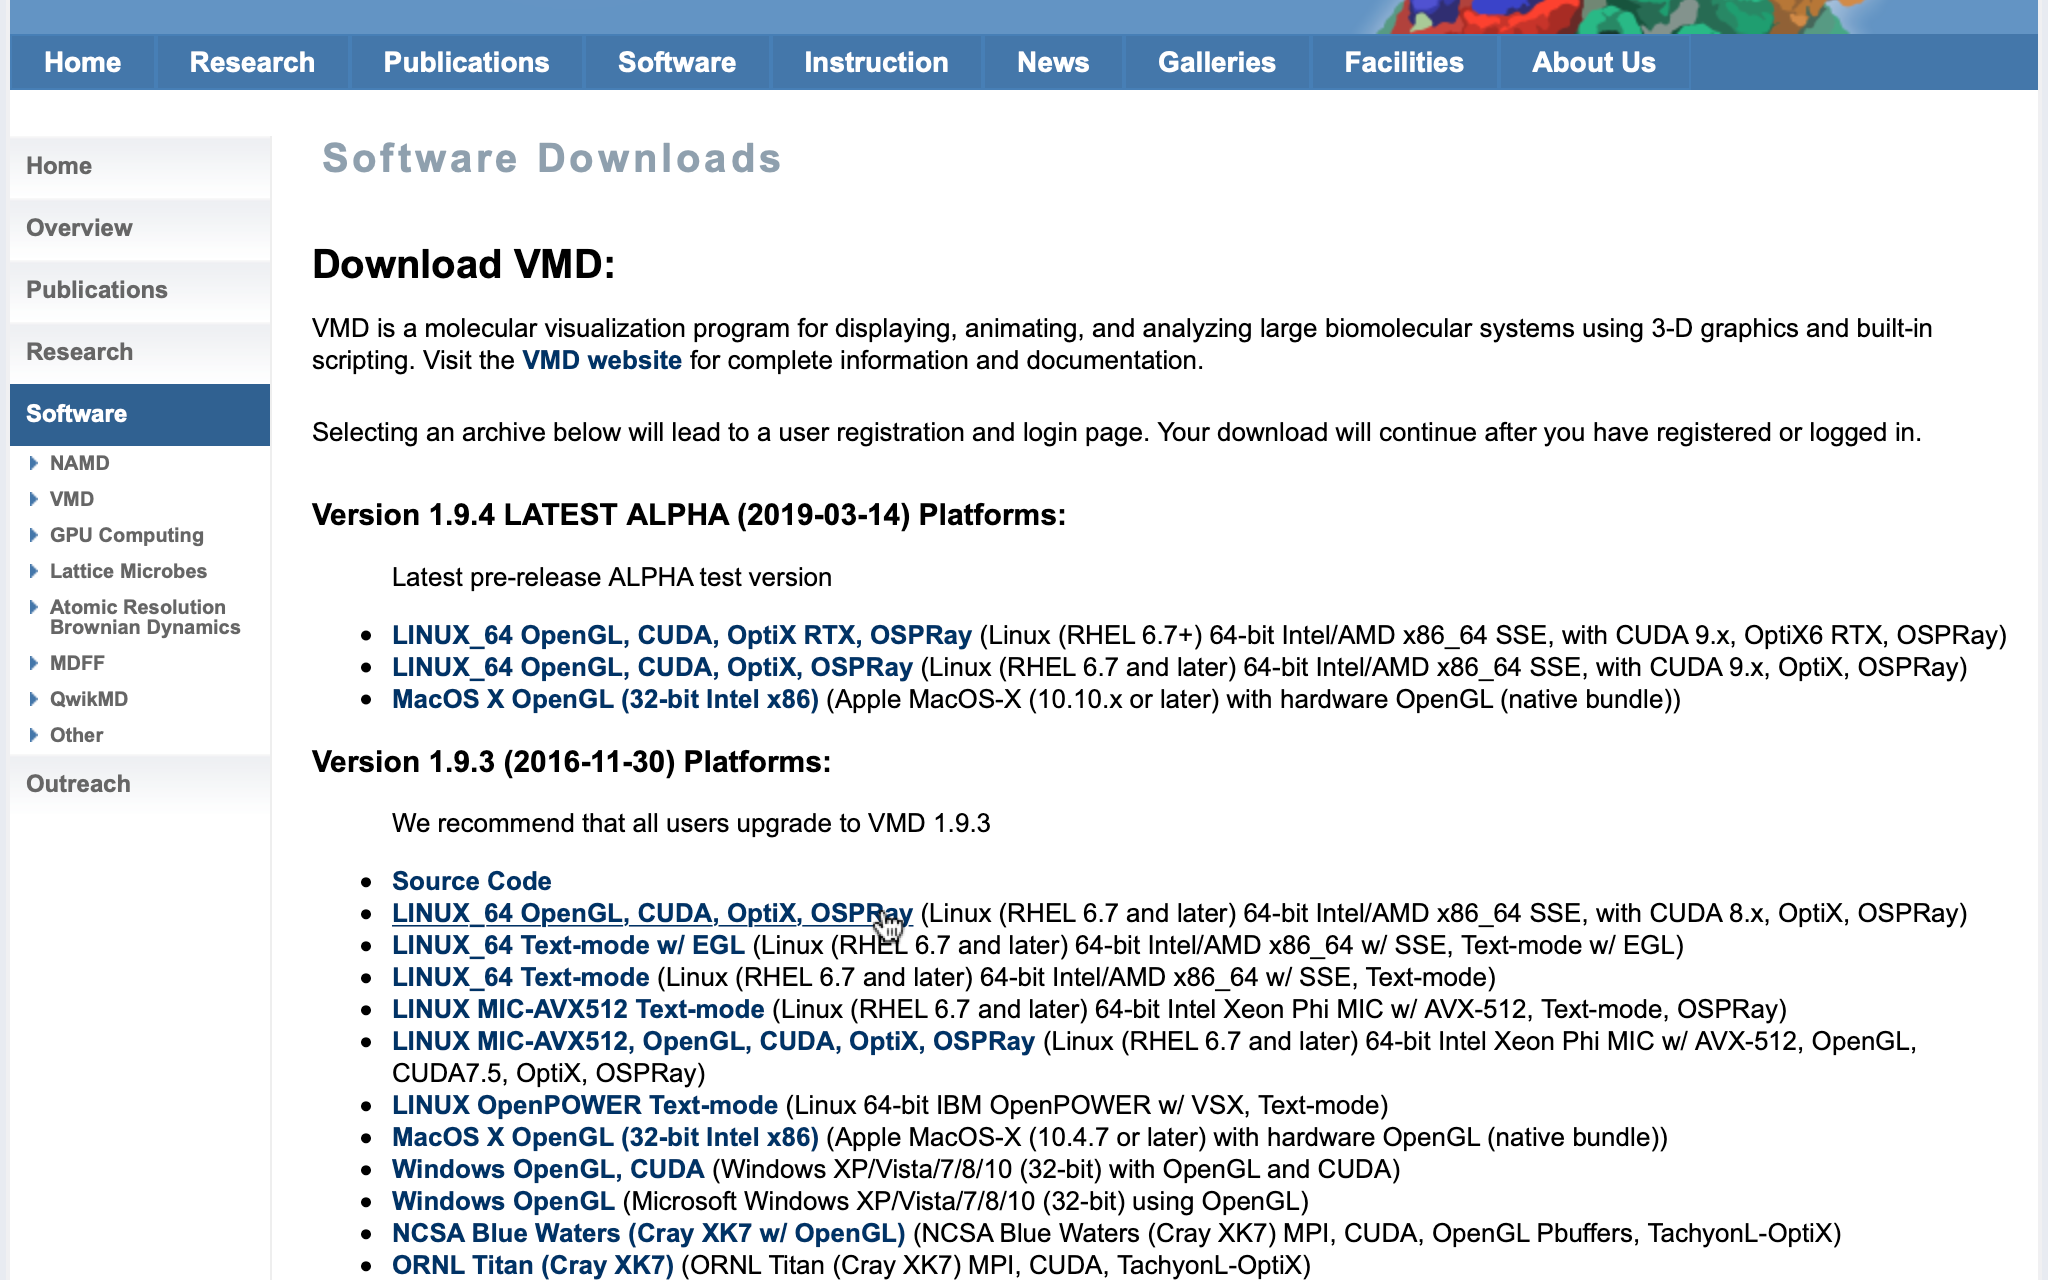 Home Research Publications Software Instruction News Galleries Facilities About Us
Home
Overview
Publications
Research
Software
NAMD
VMD
GPU Computing
Lattice Microbes
Atomic Resolution
Brownian Dynamics
MDFF
QwikMD
Other
Outreach
Software Downloads
Download VMD:
VMD is a molecular visualization program for displaying, animating, and analyzing large biomolecular systems using 3-D graphics and built-in
scripting. Visit the VMD website for complete information and documentation.
Selecting an archive below will lead to a user registration and login page. Your download will continue after you have registered or logged in.
Version 1.9.4 LATEST ALPHA (2019-03-14) Platforms:
Latest pre-release ALPHA test version
LINUX_64 OpenGL, CUDA, OptiX RTX, OSPRay (Linux (RHEL 6.7+) 64-bit Intel/AMD x86_64 SSE, with CUDA 9.x, OptiX6 RTX, OSPRay)
LINUX_64 OpenGL, CUDA, OptiX, OSPRay (Linux (RHEL 6.7 and later) 64-bit Intel/AMD x86_64 SSE, with CUDA 9.x, OptiX, OSPRay)
MacOS X OpenGL (32-bit Intel x86) (Apple MacOS-X (10.10.x or later) with hardware OpenGL (native bundle))
Version 1.9.3 (2016-11-30) Platforms:
We recommend that all users upgrade to VMD 1.9.3
Source Code
LINUX_64 OpenGL, CUDA, OptiX, OSPRay (Linux (RHEL 6.7 and later) 64-bit Intel/AMD x86_64 SSE, with CUDA 8.x, OptiX, OSPRay)
LINUX_64 Text-mode w/ EGL (Linux (RHEL 6.7 and later) 64-bit Intel/AMD x86_64 w/ SSE, Text-mode w/ EGL)
LINUX_64 Text-mode (Linux (RHEL 6.7 and later) 64-bit Intel/AMD x86_64 w/ SSE, Text-mode)
LINUX MIC-AVX512 Text-mode (Linux (RHEL 6.7 and later) 64-bit Intel Xeon Phi MIC w/ AVX-512, Text-mode, OSPRay)
LINUX MIC-AVX512, OpenGL, CUDA, OptiX, OSPRay (Linux (RHEL 6.7 and later) 64-bit Intel Xeon Phi MIC w/ AVX-512, OpenGL,
CUDA7.5, OptiX, OSPRay)
LINUX OpenPOWER Text-mode (Linux 64-bit IBM OpenPOWER w/ VSX, Text-mode)
MacOS X OpenGL (32-bit Intel x86) (Apple MacOS-X (10.4.7 or later) with hardware OpenGL (native bundle))
Windows OpenGL, CUDA (Windows XP/Vista/7/8/10 (32-bit) with OpenGL and CUDA)
Windows OpenGL (Microsoft Windows XP/Vista/7/8/10 (32-bit) using OpenGL)
NCSA Blue Waters (Cray XK7 w/ OpenGL) (NCSA Blue Waters (Cray XK7) MPI, CUDA, OpenGL Pbuffers, TachyonL-OptiX)
ORNL Titan (Cray XK7) (ORNL Titan (Cray XK7) MPI, CUDA, TachyonL-OptiX)